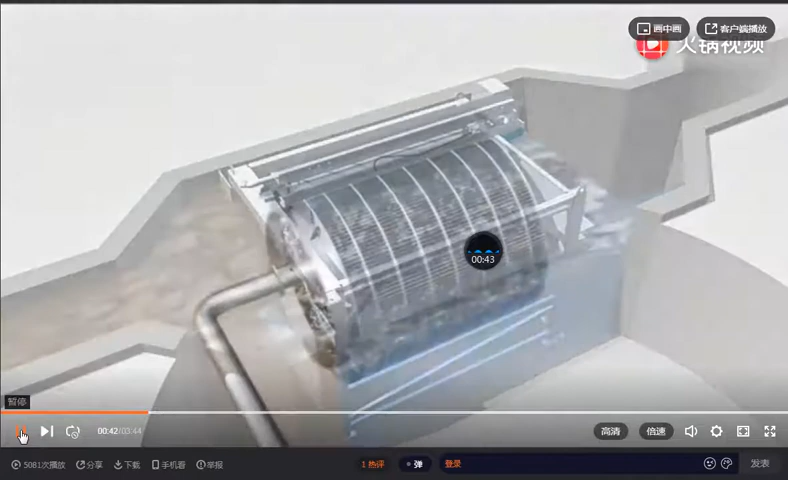 画中画
客户端播放
火锅视频
00:43
暂停
00:42/03:44
高清
倍速
5081次播放
分享
下载
手机看
举报
1 热评
弹
登录
发表